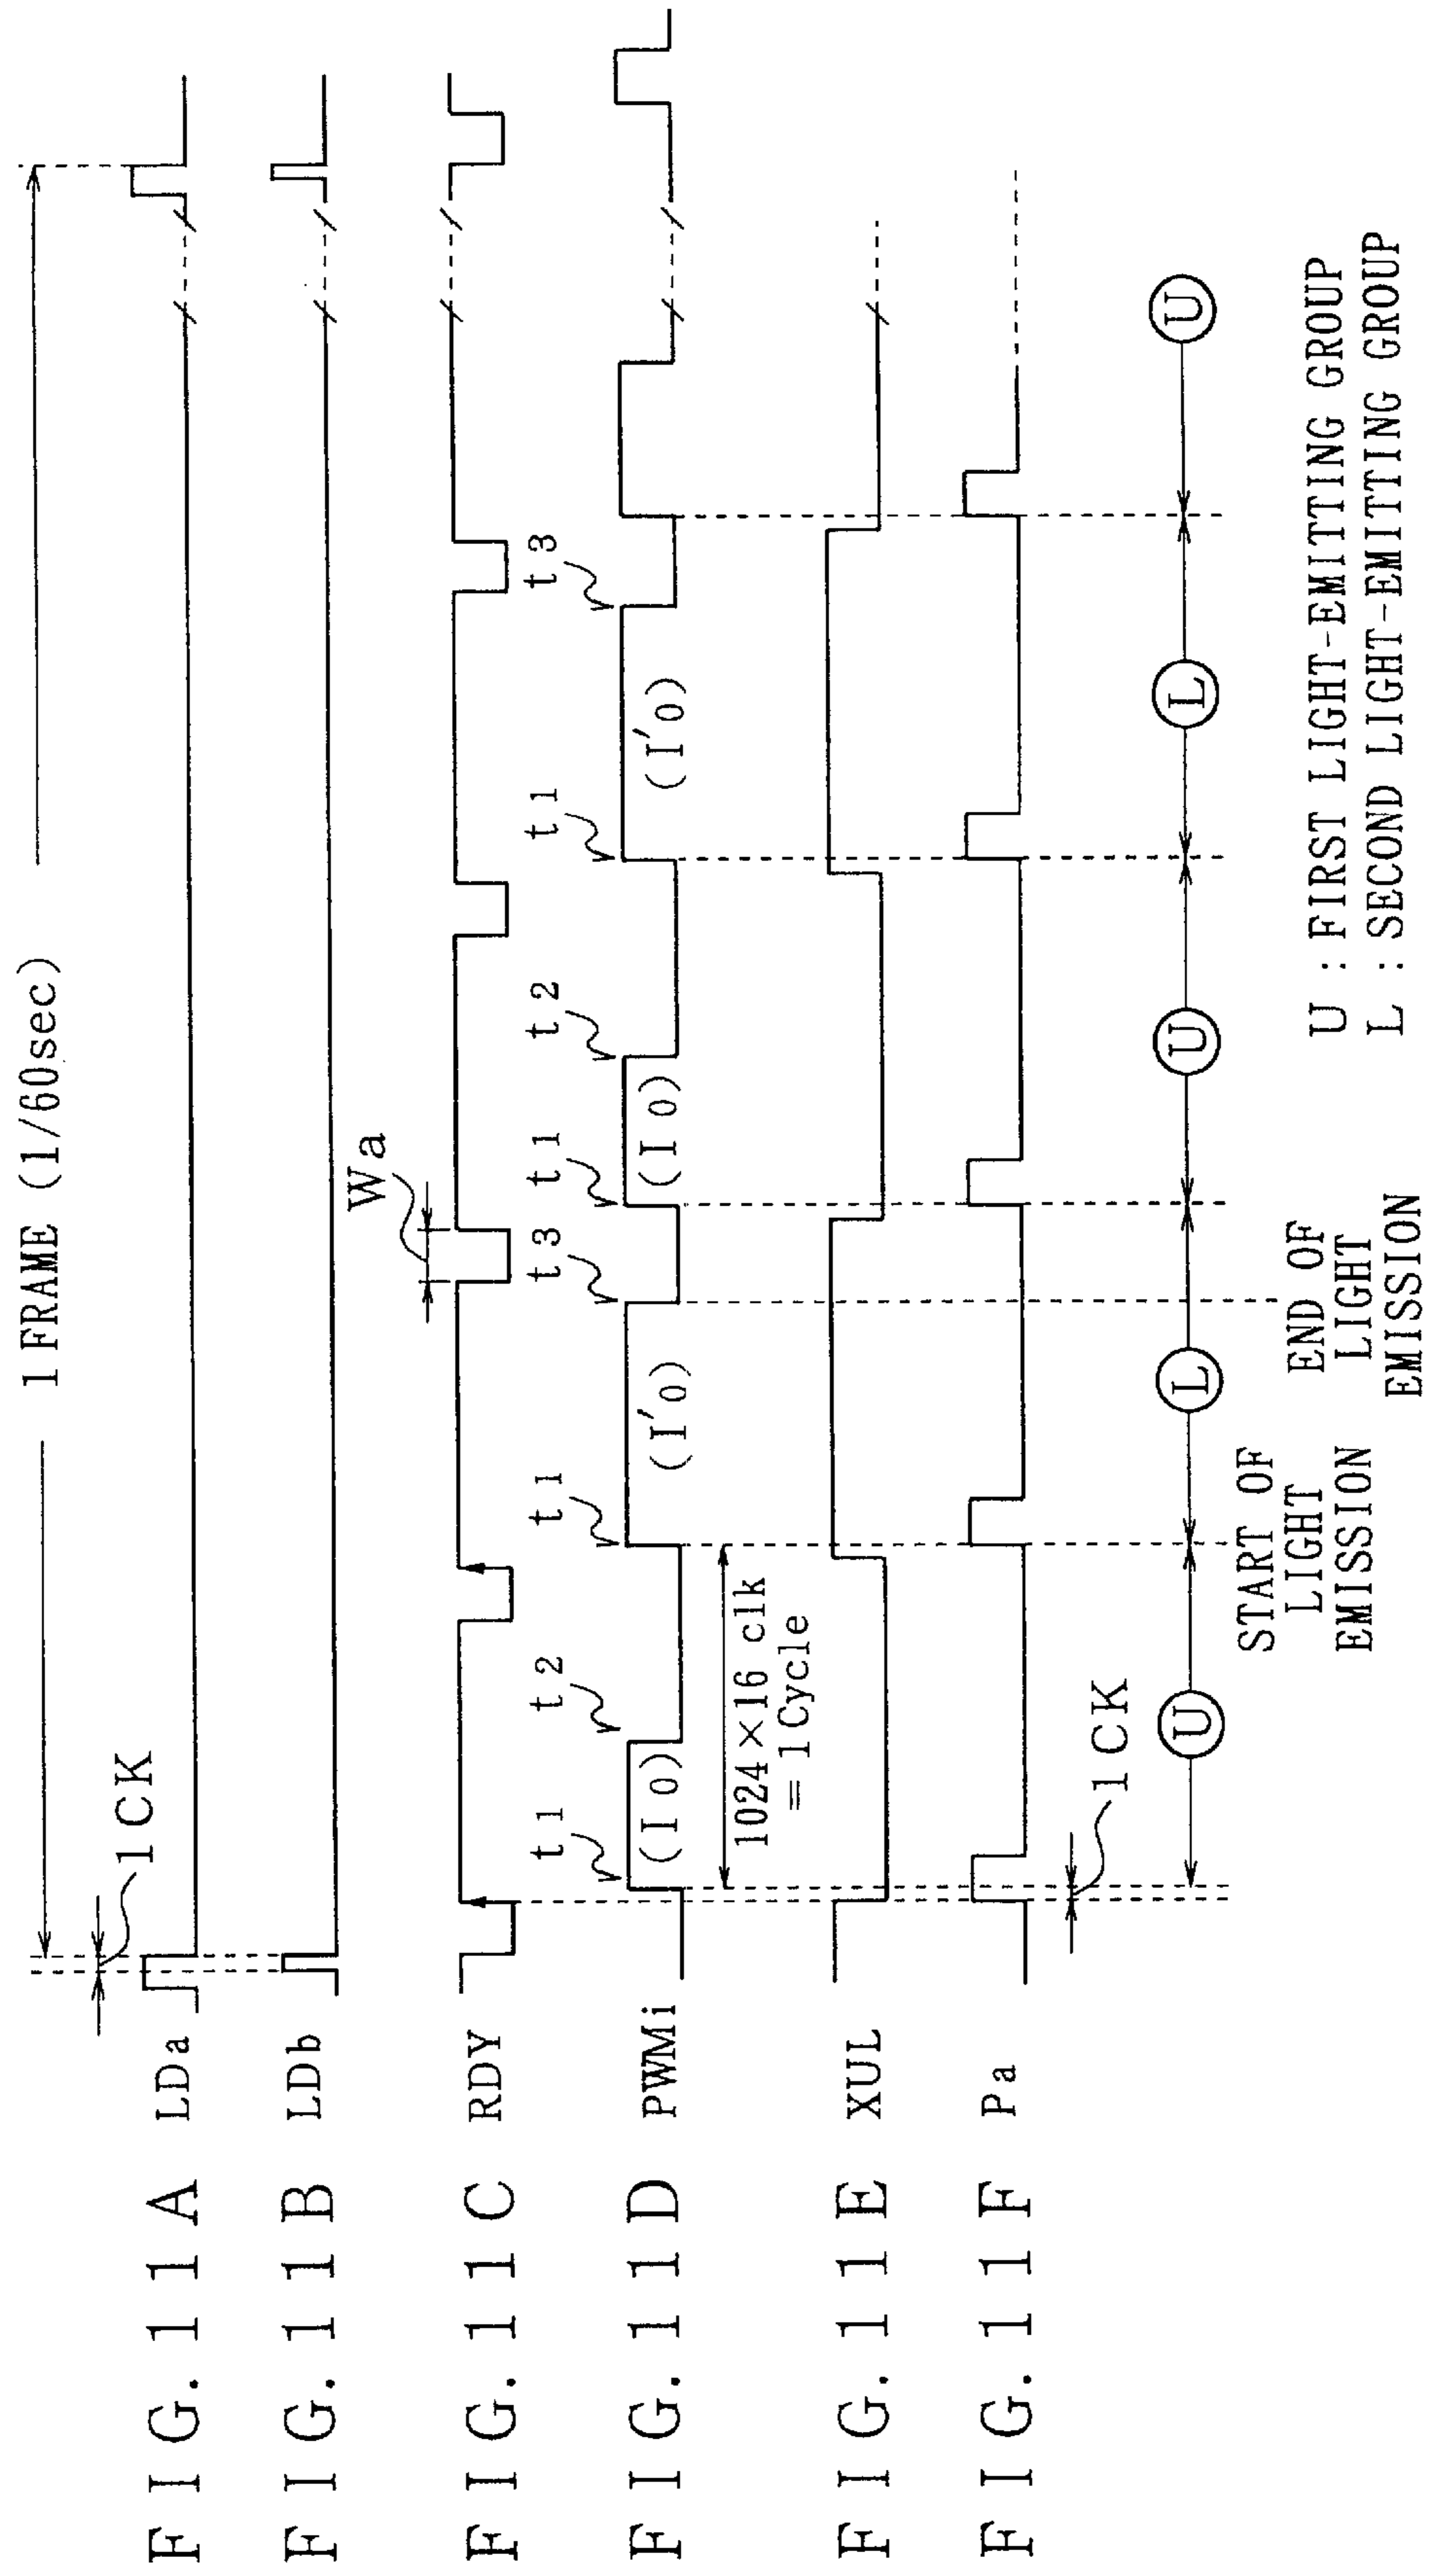 1 FRAME (1/60sec)
1CK
FIG. 11A LDa
FIG. 11B LDb
Wa
FIG. 11C RDY
t1 t2 t1 t3 t1 t2 t1 t3
FIG. 11D PWMi
(I0) (I'0) (I0) (I'0)
1024×16 clk
=1Cycle
FIG. 11E XUL
FIG. 11F Pa
1CK
U L U L U
START OF
LIGHT
EMISSION
END OF
LIGHT
EMISSION
U : FIRST LIGHT-EMITTING GROUP
L : SECOND LIGHT-EMITTING GROUP